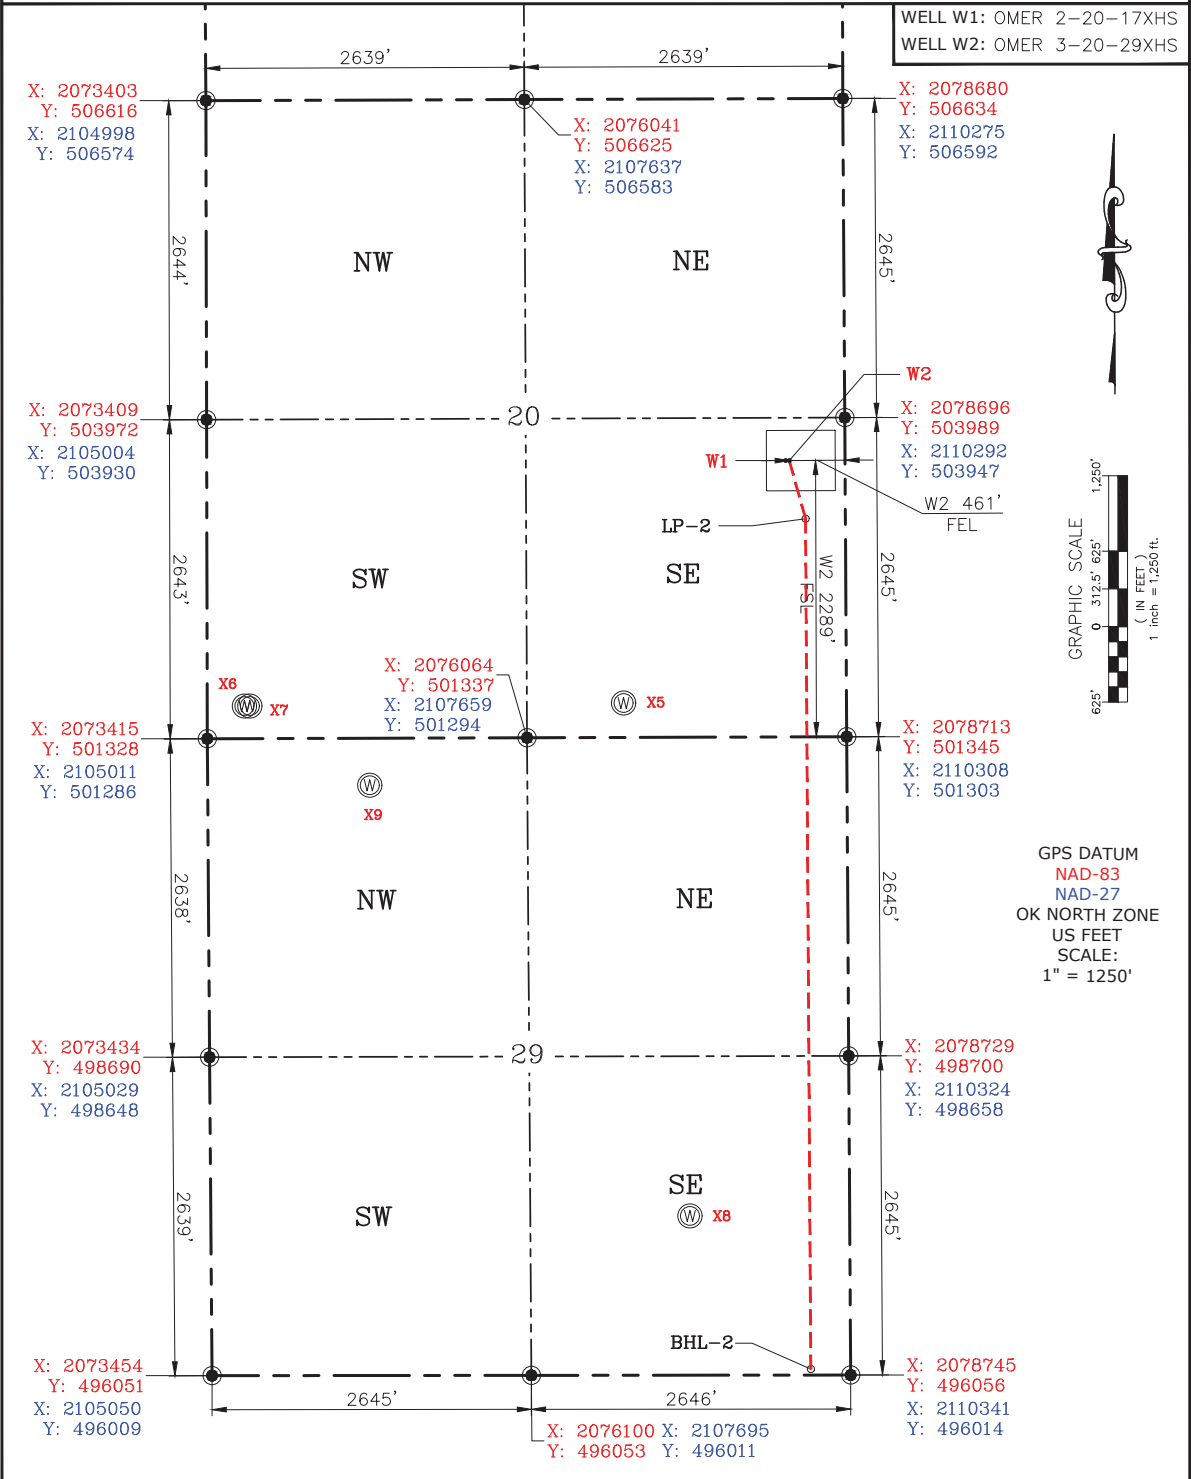 WELL W1: OMER 2-20-17XHS
WELL W2: OMER 3-20-29XHS
2639'
2639'
X: 2073403
Y: 506616
X: 2104998
Y: 506574
X: 2076041
Y: 506625
X: 2107637
Y: 506583
X: 2078680
Y: 506634
X: 2110275
Y: 506592
2644'
NW
NE
2645'
W2
X: 2073409
Y: 503972
X: 2105004
Y: 503930
20
X: 2078696
Y: 503989
X: 2110292
Y: 503947
W1
W2 461'
FEL
LP-2
2643'
SW
SE
W2 2289'
FSL
2645'
GRAPHIC SCALE
625' 0 312.5' 625' 1,250'
( IN FEET )
1 inch = 1,250 ft.
X6
X7
X: 2076064
Y: 501337
X: 2107659
Y: 501294
W
W
X5
X: 2073415
Y: 501328
X: 2105011
Y: 501286
X: 2078713
Y: 501345
X: 2110308
Y: 501303
W
X9
2638'
NW
NE
2645'
GPS DATUM
NAD-83
NAD-27
OK NORTH ZONE
US FEET
SCALE:
1" = 1250'
X: 2073434
Y: 498690
X: 2105029
Y: 498648
29
X: 2078729
Y: 498700
X: 2110324
Y: 498658
2639'
SW
SE
W
X8
2645'
BHL-2
X: 2073454
Y: 496051
X: 2105050
Y: 496009
2645'
2646'
X: 2078745
Y: 496056
X: 2110341
Y: 496014
X: 2076100 X: 2107695
Y: 496053 Y: 496011